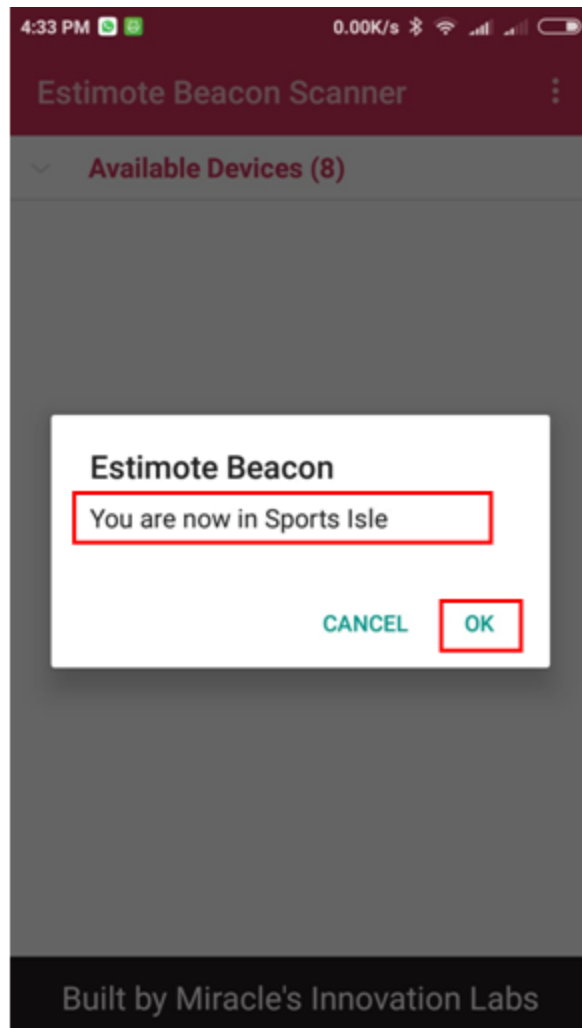 4:33 PM 0.00K/s
Estimote Beacon Scanner
Available Devices (8)
Estimote Beacon
You are now in Sports Isle
CANCEL OK
Built by Miracle's Innovation Labs